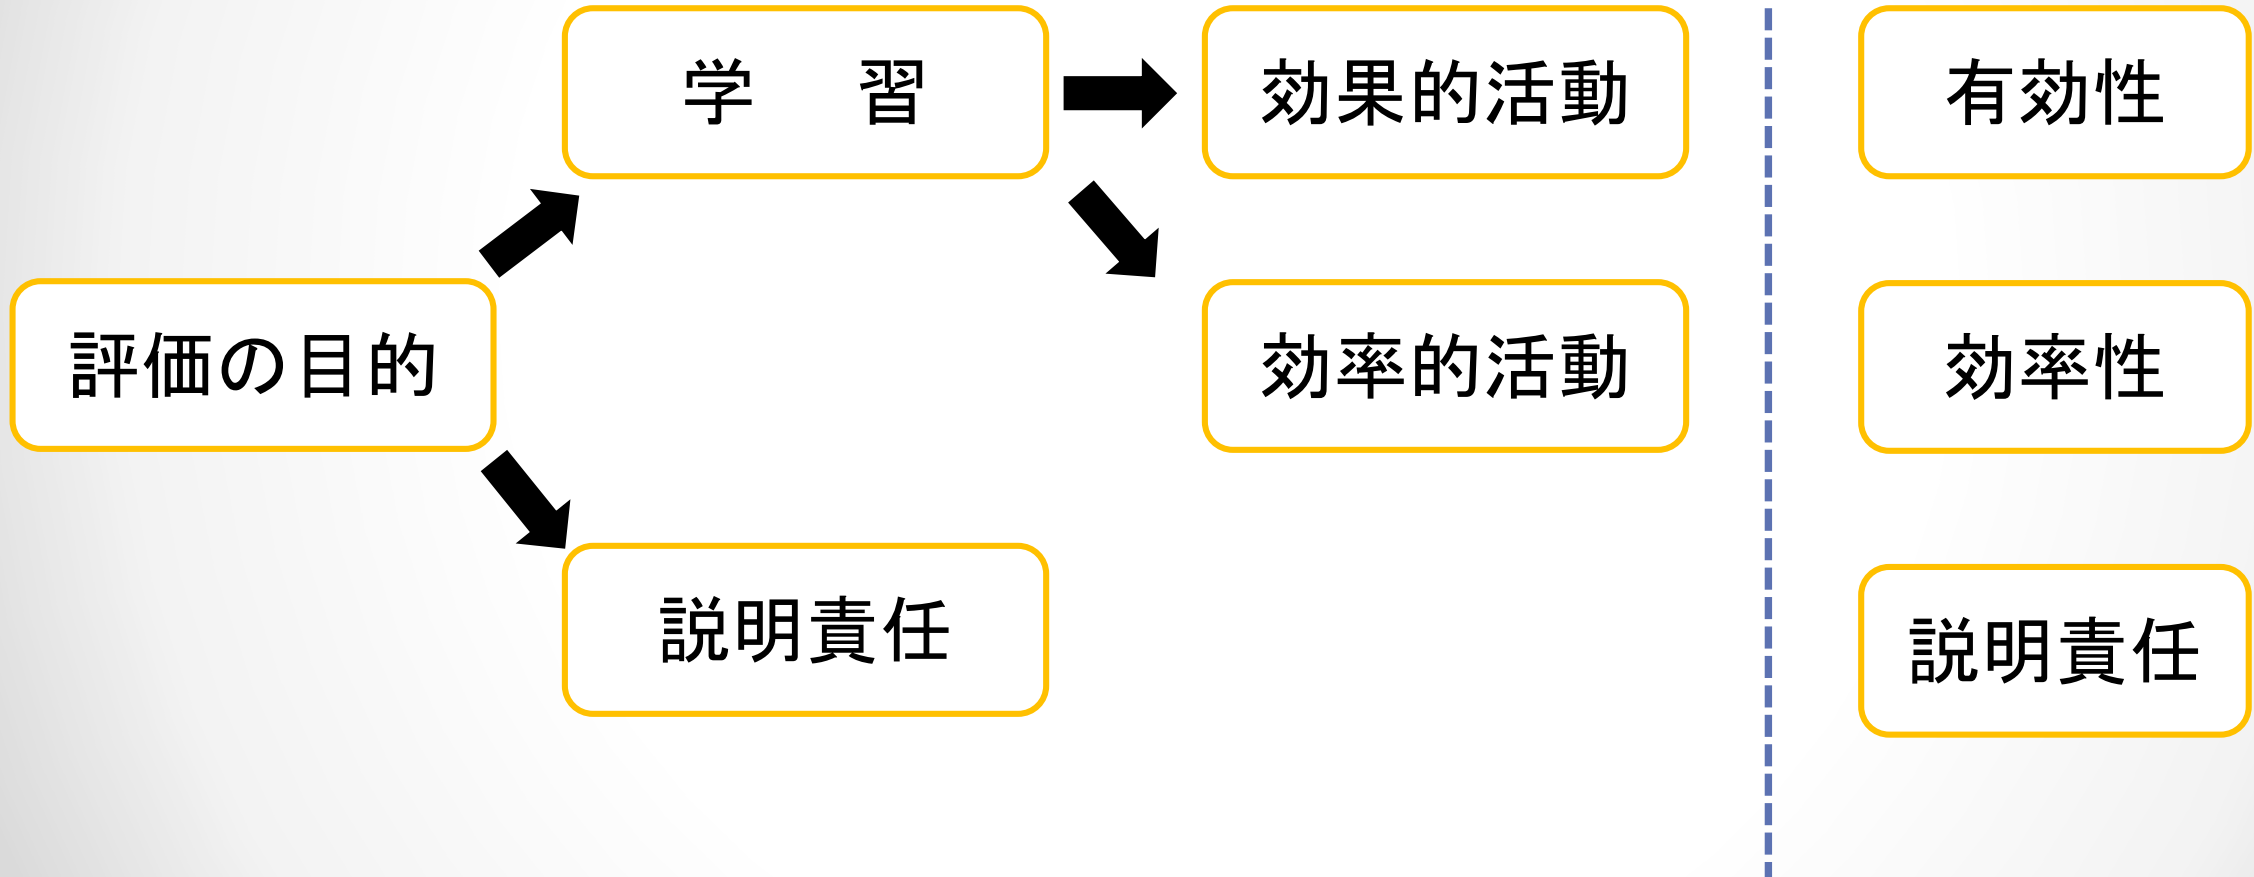 学　習
効果的活動
有効性
評価の目的
効率的活動
効率性
説明責任
説明責任